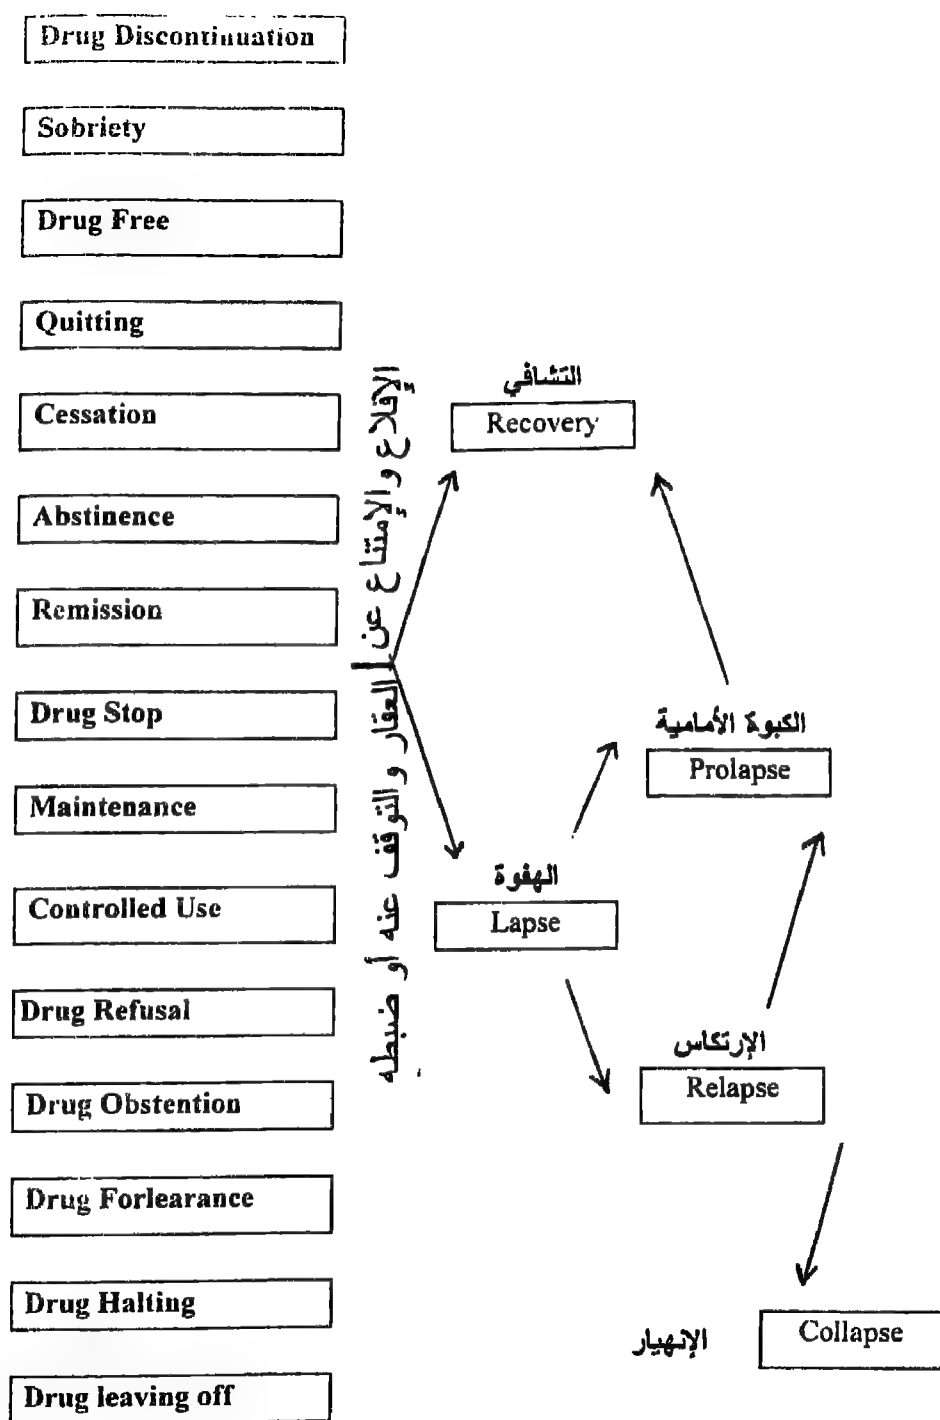 Drug Discontinuation
Sobriety
Drug Free
Quitting
Cessation
Abstinence
Remission
Drug Stop
Maintenance
Controlled Use
Drug Refusal
Drug Obstention
Drug Forlearance
Drug Halting
Drug leaving off
الإقلاع والإمتناع عن العقار والتوقف عنه أو ضبطه
التشافي
Recovery
الكبوة الأمامية
Prolapse
الهفوة
Lapse
الإرتكاس
Relapse
الإنهيار
Collapse